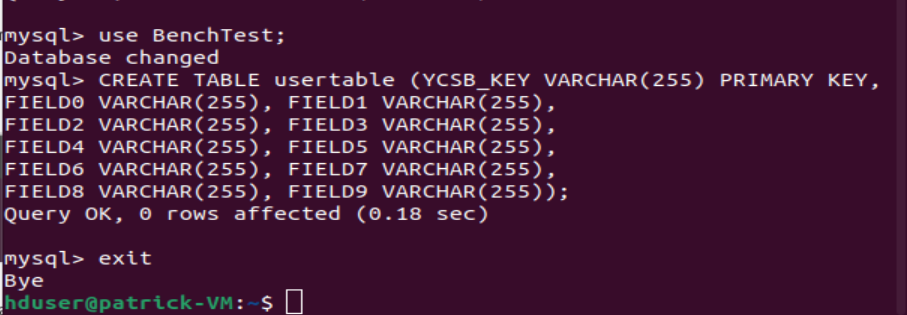 mysql> use BenchTest;
Database changed
mysql> CREATE TABLE usertable (YCSB_KEY VARCHAR(255) PRIMARY KEY,
FIELD0 VARCHAR(255), FIELD1 VARCHAR(255),
FIELD2 VARCHAR(255), FIELD3 VARCHAR(255),
FIELD4 VARCHAR(255), FIELD5 VARCHAR(255),
FIELD6 VARCHAR(255), FIELD7 VARCHAR(255),
FIELD8 VARCHAR(255), FIELD9 VARCHAR(255));
Query OK, 0 rows affected (0.18 sec)
mysql> exit
Bye
hduser@patrick-VM:~$